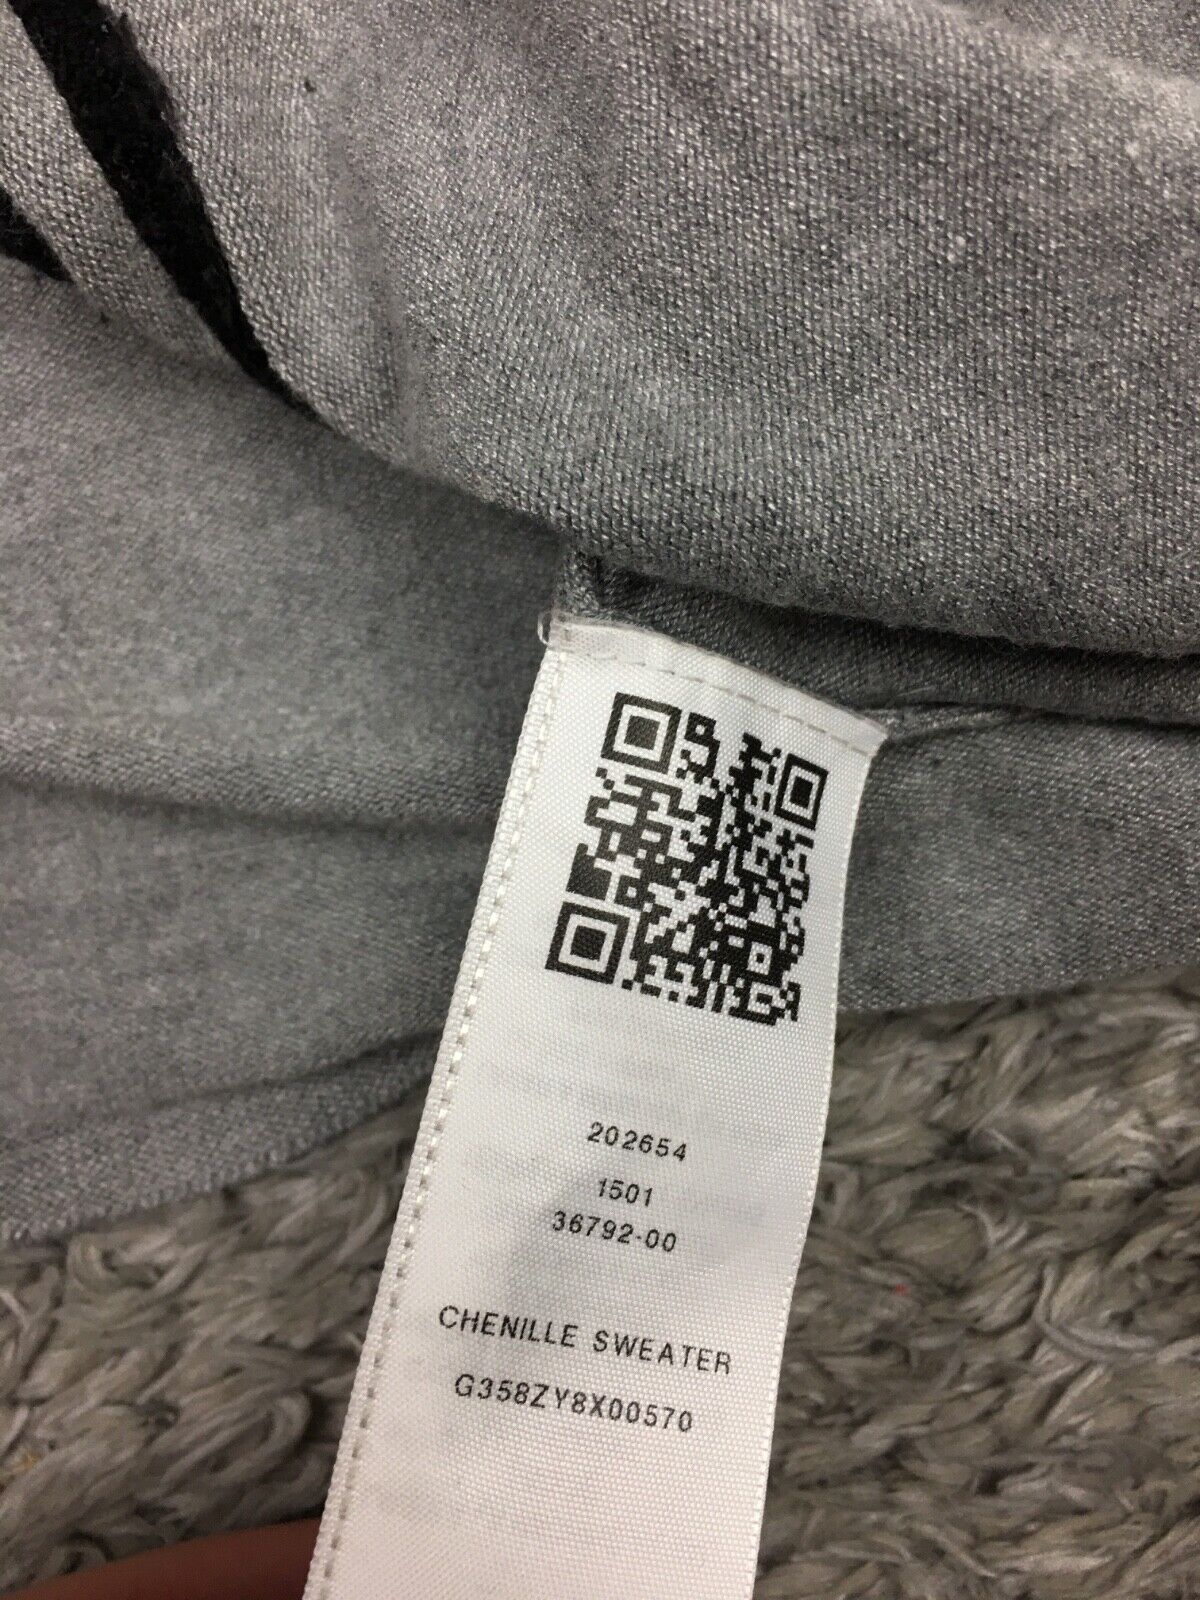 202654
1501
36792-00
CHENILLE SWEATER
G358ZY8X00570